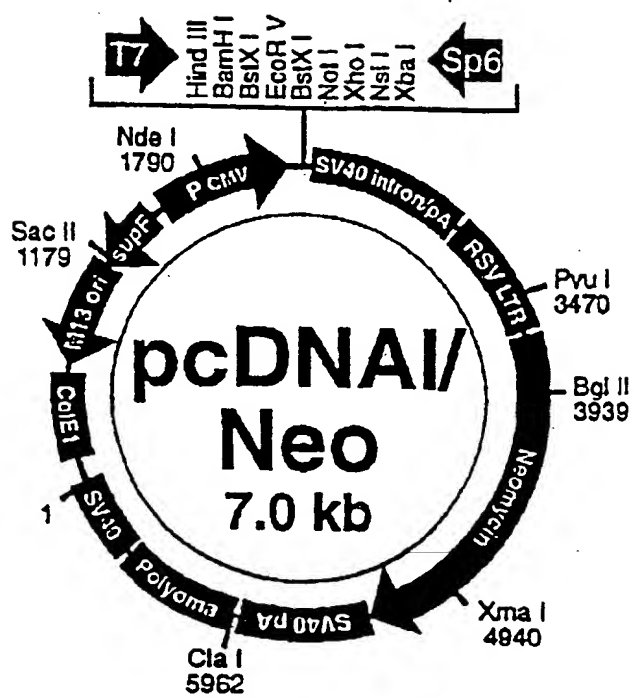 T7
Hind III
BamH I
BstX I
EcoR V
BstX I
Not I
Xho I
Nsi I
Xba I
Sp6
Nde I
1790
P CMV
SV40 intron/pA
supF
Sac II
1179
M13 ori
RSV LTR
Pvu I
3470
pcDNAI/
Neo
7.0 kb
ColE1
Bgl II
3939
Neomycin
1
SV40
Polyoma
SV40 pA
Xma I
4940
Cla I
5962